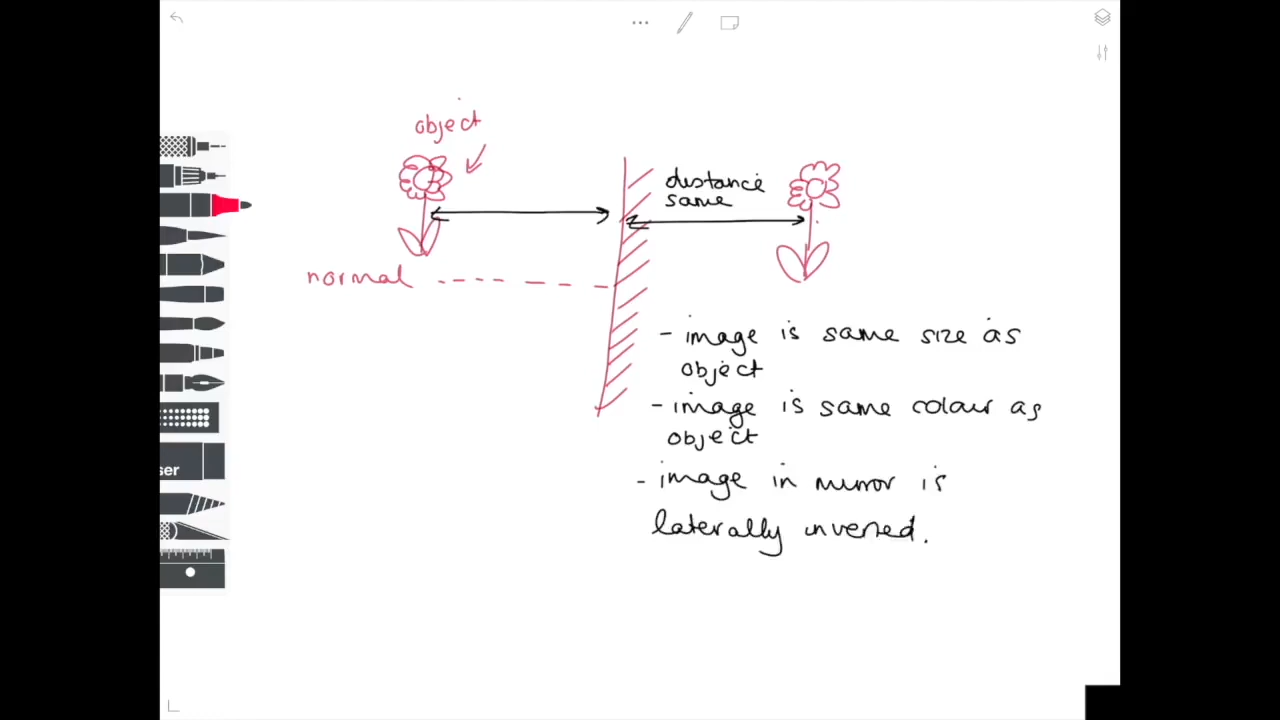 object
distance
same
normal
- image is same size as
object
- image is same colour as
object
- image in mirror is
laterally inverted.
ser